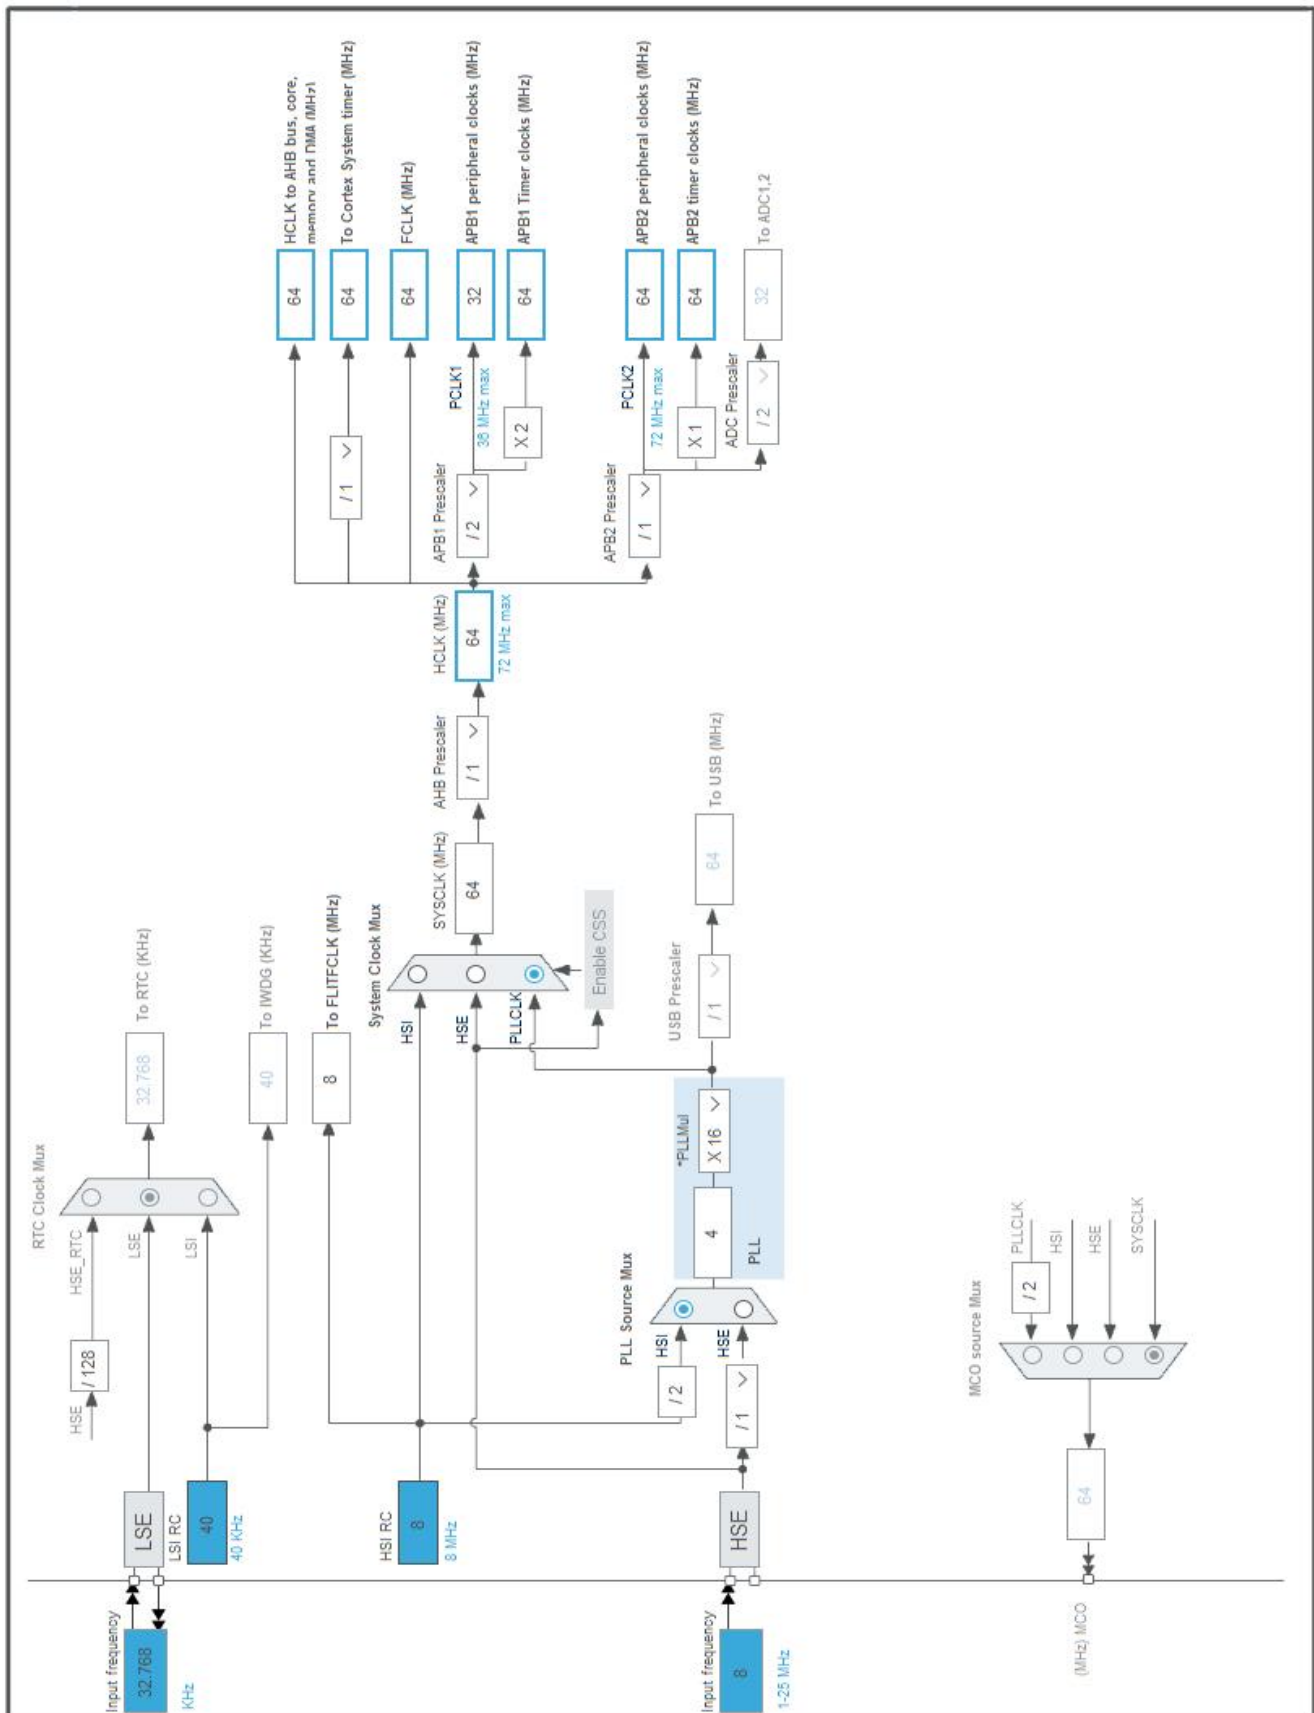 Input frequency
32.768
KHz
LSE
LSI RC
40
40 KHz
HSE
/ 128
HSE_RTC
LSE
LSI
RTC Clock Mux
32.768
To RTC (KHz)
40
To IWDG (KHz)
HSI RC
8
8 MHz
8
To FLITFCLK (MHz)
System Clock Mux
HSI
HSE
PLLCLK
Enable CSS
SYSCLK (MHz)
64
AHB Prescaler
/ 1
HCLK (MHz)
64
72 MHz max
64
HCLK to AHB bus, core,
memory and DMA (MHz)
/ 1
64
To Cortex System timer (MHz)
64
FCLK (MHz)
APB1 Prescaler
/ 2
PCLK1
36 MHz max
32
APB1 peripheral clocks (MHz)
X 2
64
APB1 Timer clocks (MHz)
APB2 Prescaler
/ 1
PCLK2
72 MHz max
64
APB2 peripheral clocks (MHz)
X 1
64
APB2 timer clocks (MHz)
ADC Prescaler
/ 2
32
To ADC1,2
Input frequency
8
1-25 MHz
HSE
/ 2
/ 1
PLL Source Mux
HSI
HSE
4
*PLLMul
X 16
PLL
USB Prescaler
/ 1
64
To USB (MHz)
(MHz) MCO
64
MCO source Mux
/ 2
PLLCLK
HSI
HSE
SYSCLK